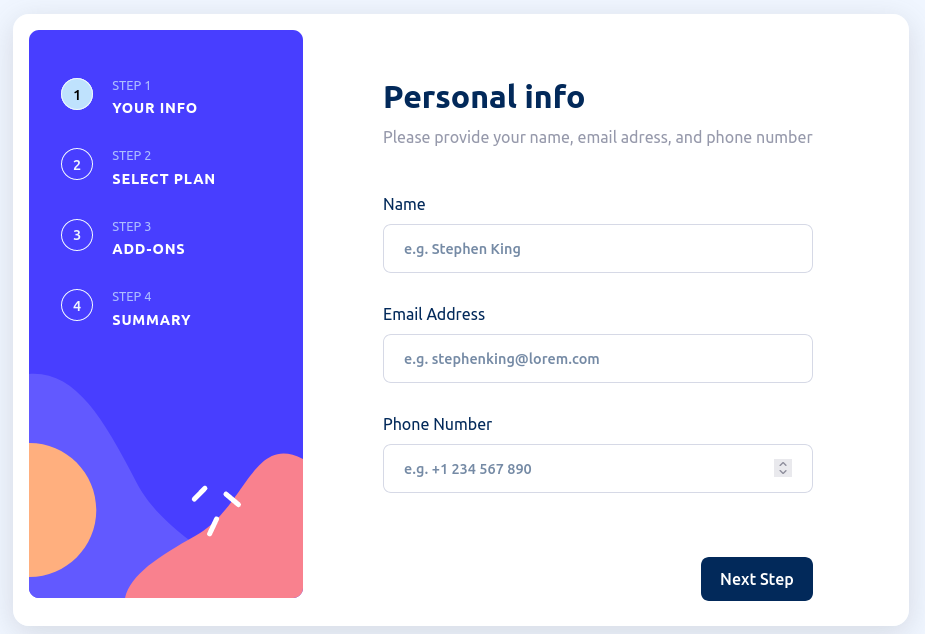 1
STEP 1
YOUR INFO
2
STEP 2
SELECT PLAN
3
STEP 3
ADD-ONS
4
STEP 4
SUMMARY
Personal info
Please provide your name, email adress, and phone number
Name
e.g. Stephen King
Email Address
e.g. stephenking@lorem.com
Phone Number
e.g. +1 234 567 890
Next Step